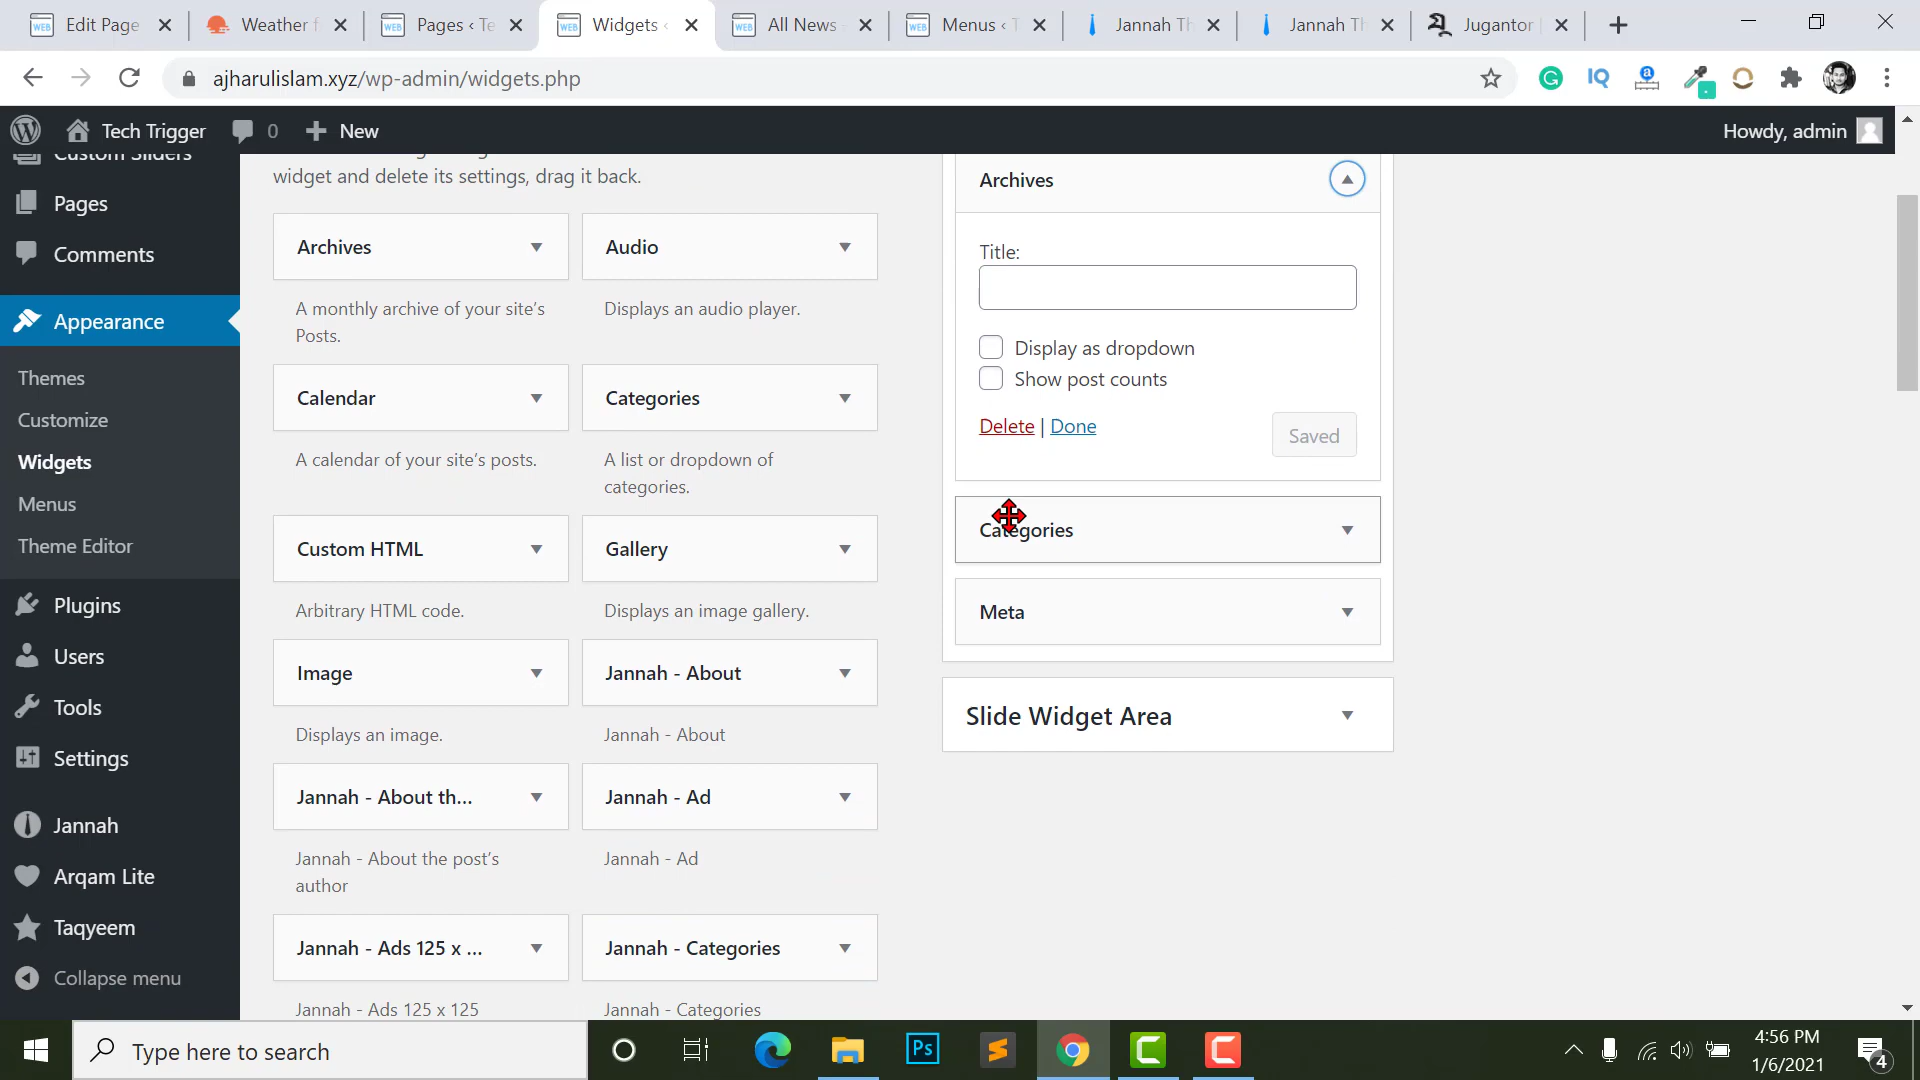 Edit Page
Weather f
Pages ‹ Te
Widgets ‹
All News
Menus ‹ T
Jannah Th
Jannah Th
Jugantor
ajharulislam.xyz/wp-admin/widgets.php
Tech Trigger
0
New
Howdy, admin
Custom Sliders
Pages
Comments
Appearance
Themes
Customize
Widgets
Menus
Theme Editor
Plugins
Users
Tools
Settings
Jannah
Arqam Lite
Taqyeem
Collapse menu
widget and delete its settings, drag it back.
Archives
A monthly archive of your site's
Posts.
Audio
Displays an audio player.
Calendar
A calendar of your site's posts.
Categories
A list or dropdown of
categories.
Custom HTML
Arbitrary HTML code.
Gallery
Displays an image gallery.
Image
Displays an image.
Jannah - About
Jannah - About
Jannah - About th...
Jannah - About the post's
author
Jannah - Ad
Jannah - Ad
Jannah - Ads 125 x ...
Jannah - Ads 125 x 125
Jannah - Categories
Jannah - Categories
Archives
Title:
Display as dropdown
Show post counts
Delete | Done
Saved
Categories
Meta
Slide Widget Area
Type here to search
4:56 PM
1/6/2021
4